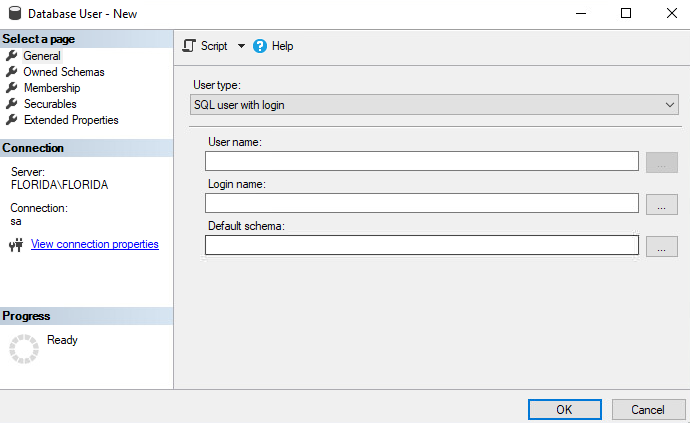 Database User - New
Select a page
General
Owned Schemas
Membership
Securables
Extended Properties
Connection
Server:
FLORIDA\FLORIDA
Connection:
sa
View connection properties
Progress
Ready
Script
Help
User type:
SQL user with login
User name:
...
Login name:
...
Default schema:
...
OK
Cancel